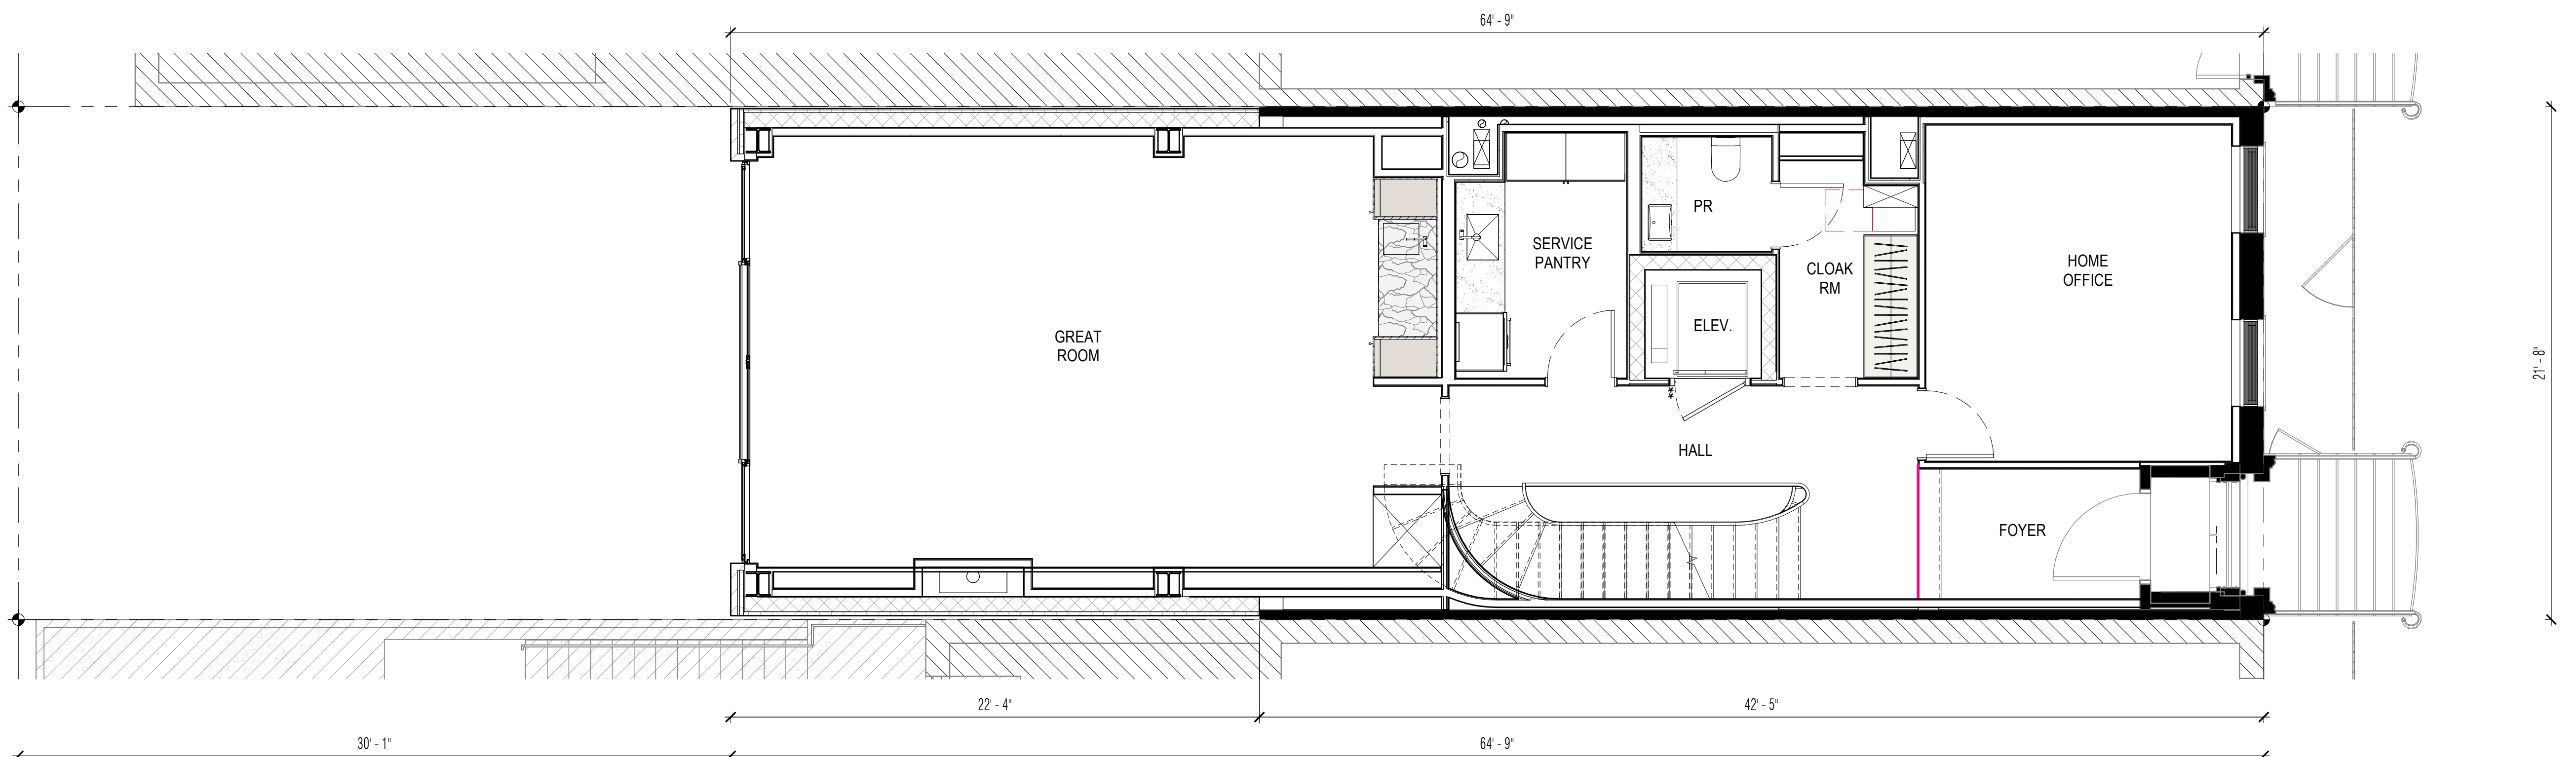 64' - 9"
PR
SERVICE
PANTRY
CLOAK
RM
HOME
OFFICE
GREAT
ROOM
ELEV.
21' - 8"
**
HALL
FOYER
22' - 4"
42' - 5"
30' - 1"
64' - 9"